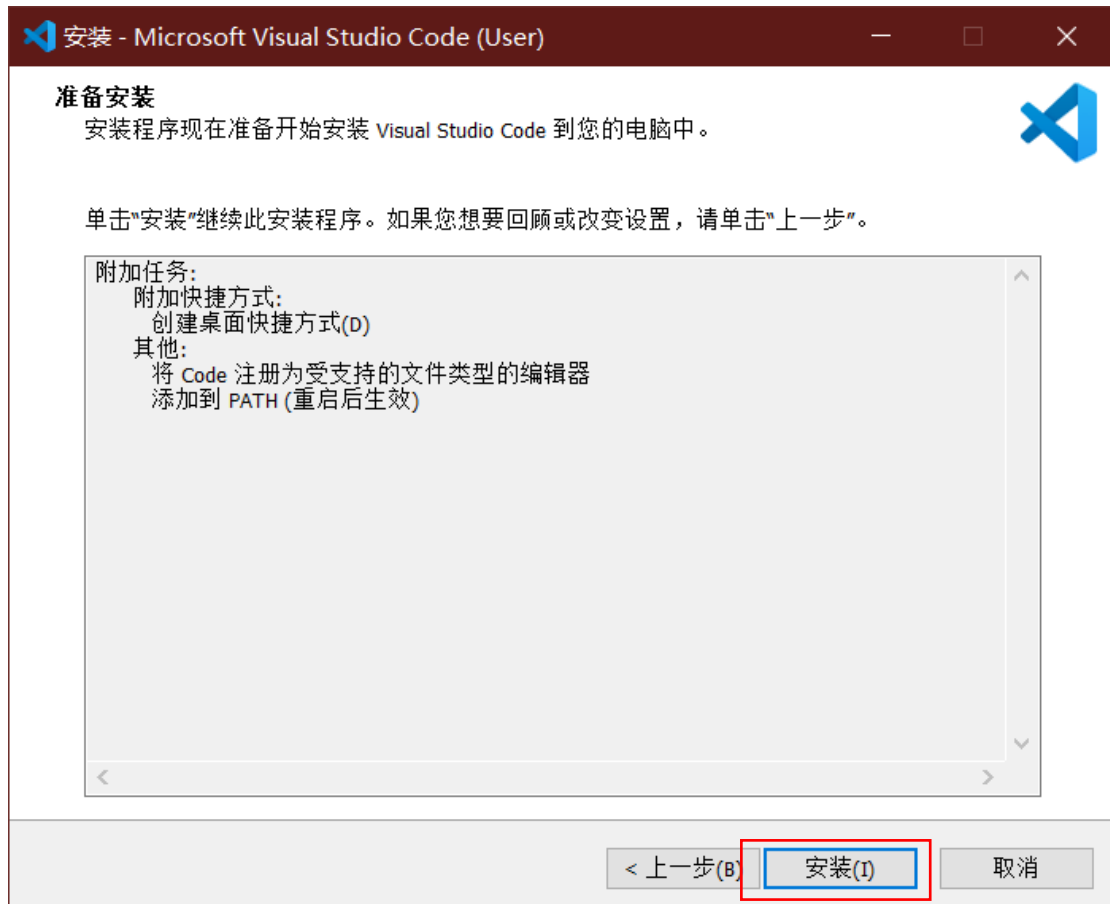 安装 - Microsoft Visual Studio Code (User)
准备安装
安装程序现在准备开始安装 Visual Studio Code 到您的电脑中。
单击“安装”继续此安装程序。如果您想要回顾或改变设置，请单击“上一步”。
附加任务:
附加快捷方式:
创建桌面快捷方式(D)
其他:
将 Code 注册为受支持的文件类型的编辑器
添加到 PATH (重启后生效)
< 上一步(B) 安装(I) 取消